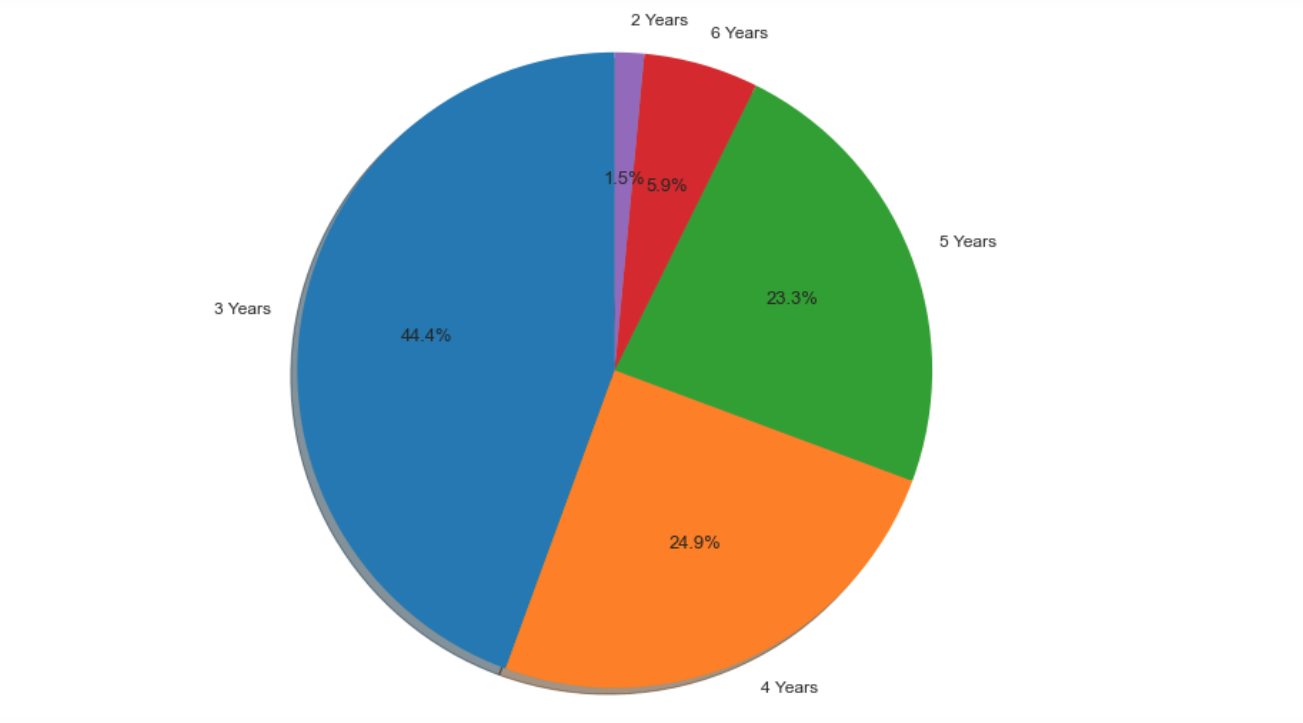 2 Years
6 Years
1.5%
5.9%
5 Years
23.3%
3 Years
44.4%
24.9%
4 Years